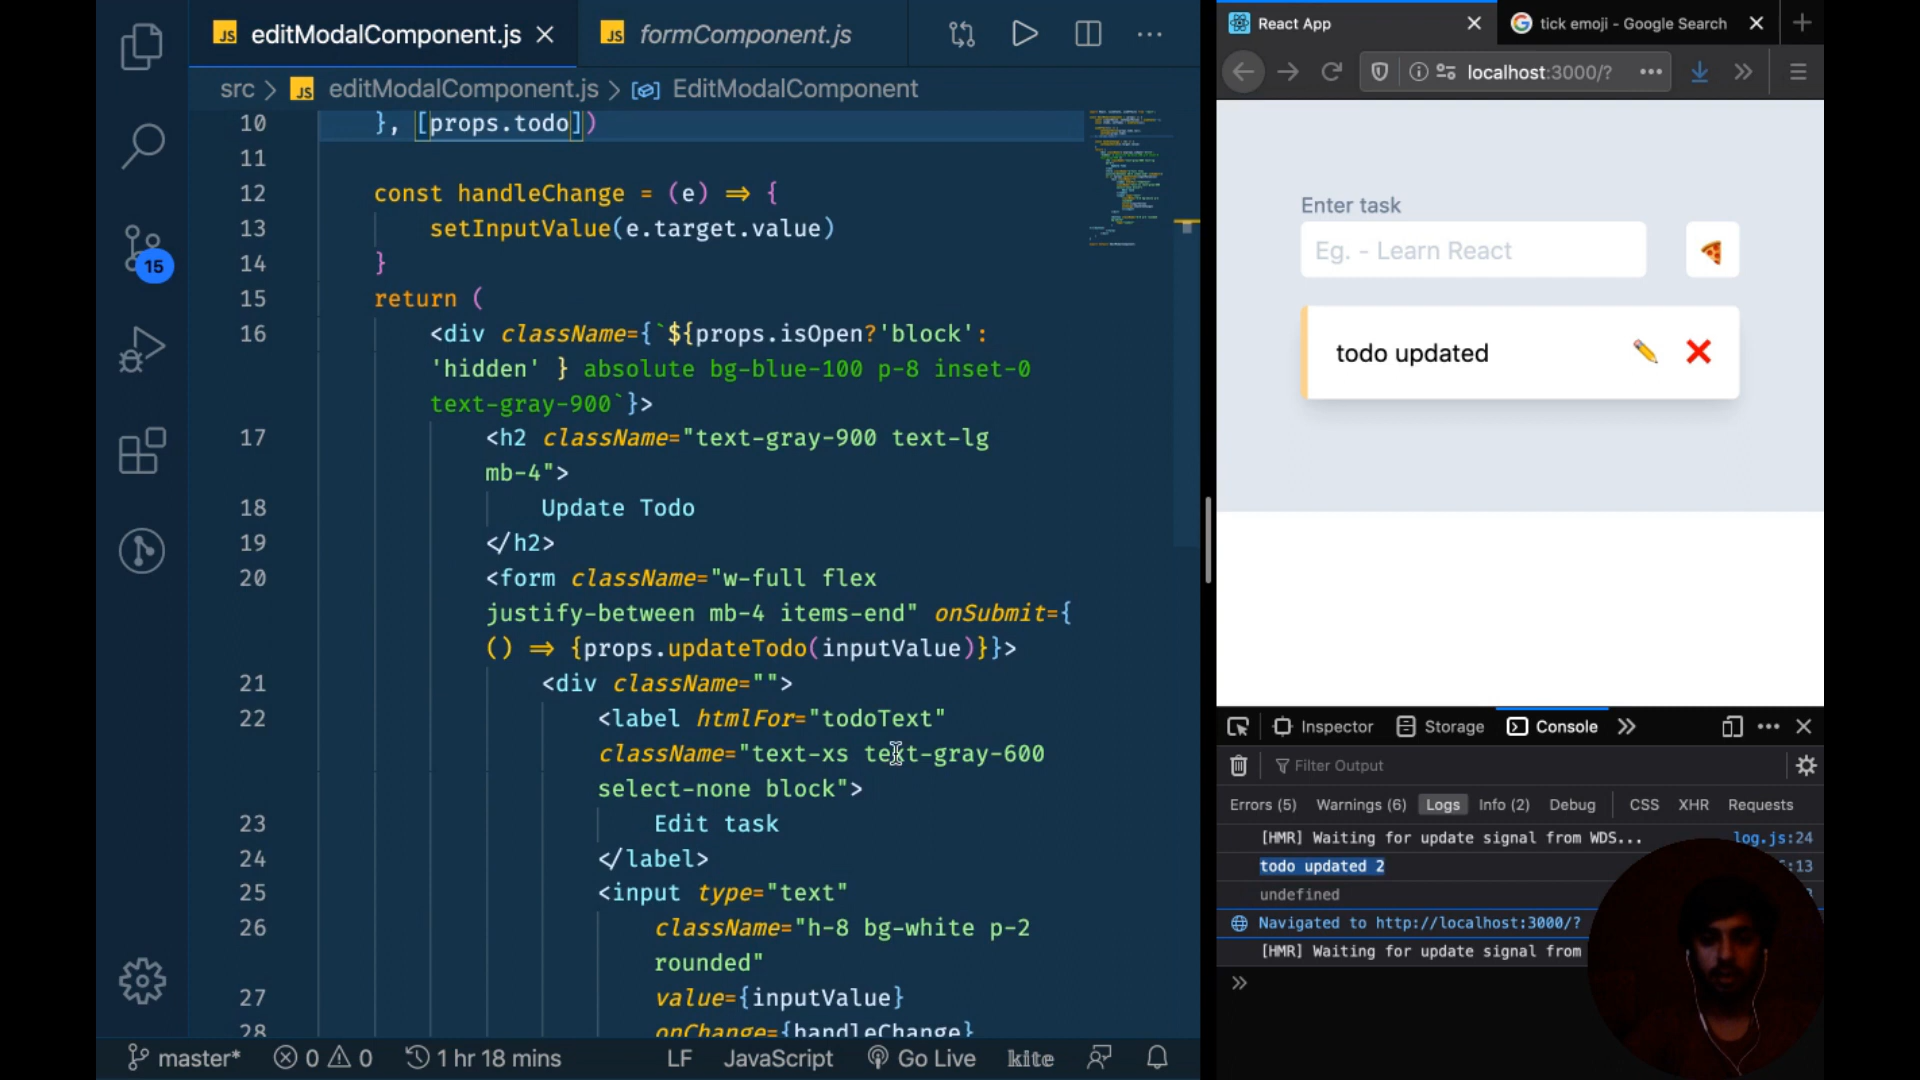 JS editModalComponent.js
JS formComponent.js
src > JS editModalComponent.js > EditModalComponent
10 }, [props.todo])
11
12 const handleChange = (e) => {
13 setInputValue(e.target.value)
14 }
15 return (
16 <div className={`${props.isOpen?'block':
'hidden' } absolute bg-blue-100 p-8 inset-0
text-gray-900`}>
17 <h2 className="text-gray-900 text-lg
mb-4">
18 Update Todo
19 </h2>
20 <form className="w-full flex
justify-between mb-4 items-end" onSubmit={
() => {props.updateTodo(inputValue)}}>
21 <div className="">
22 <label htmlFor="todoText"
className="text-xs text-gray-600
select-none block">
23 Edit task
24 </label>
25 <input type="text"
26 className="h-8 bg-white p-2
rounded"
27 value={inputValue}
28 onChange={handleChange}
15
master* 0 0 1 hr 18 mins LF JavaScript Go Live kite
React App
tick emoji - Google Search
localhost:3000/?
Enter task
Eg. - Learn React
todo updated
Inspector Storage Console
Filter Output
Errors (5) Warnings (6) Logs Info (2) Debug CSS XHR Requests
[HMR] Waiting for update signal from WDS... log.js:24
todo updated 2 :13
undefined
Navigated to http://localhost:3000/?
[HMR] Waiting for update signal from